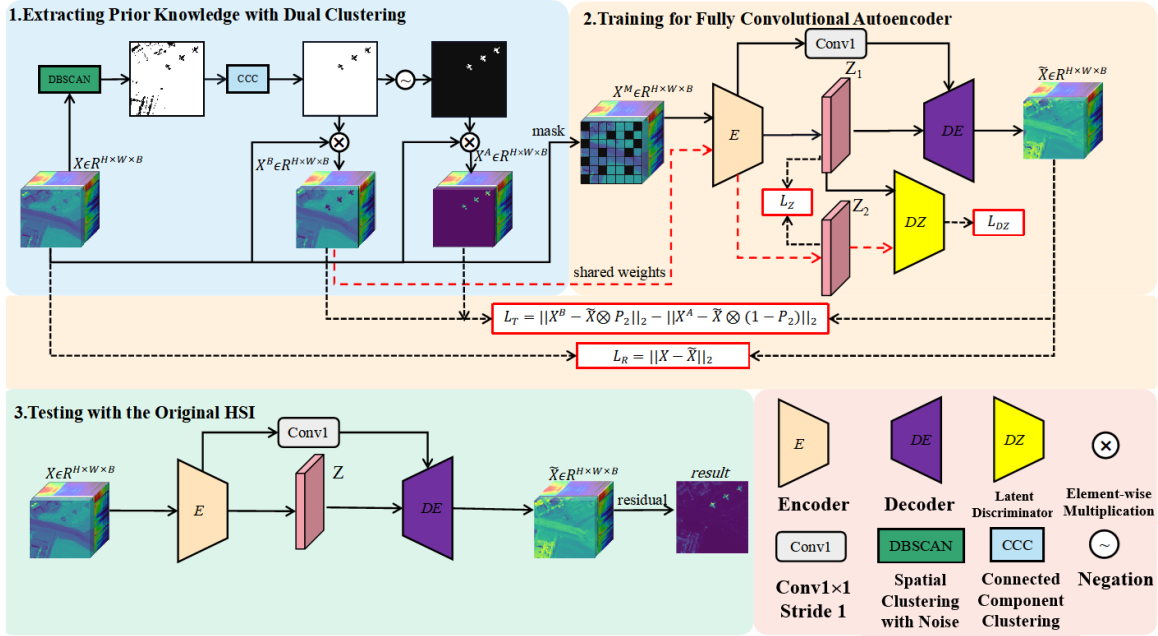 1.Extracting Prior Knowledge with Dual Clustering
DBSCAN
CCC
~
X∈R^{H×W×B}
X^B∈R^{H×W×B}
X^A∈R^{H×W×B}
mask
shared weights
2.Training for Fully Convolutional Autoencoder
Conv1
X^M∈R^{H×W×B}
E
Z_1
DE
X̃∈R^{H×W×B}
L_Z
Z_2
DZ
L_{DZ}
L_T = ||X^B − X̃ ⊗ P_2||_2 − ||X^A − X̃ ⊗ (1 − P_2)||_2
L_R = ||X − X̃||_2
3.Testing with the Original HSI
Conv1
X∈R^{H×W×B}
E
Z
DE
X̃∈R^{H×W×B}
residual
result
E
DE
DZ
Encoder
Decoder
Latent
Discriminator
Element-wise
Multiplication
Conv1
DBSCAN
CCC
~
Conv1×1
Stride 1
Spatial
Clustering
with Noise
Connected
Component
Clustering
Negation